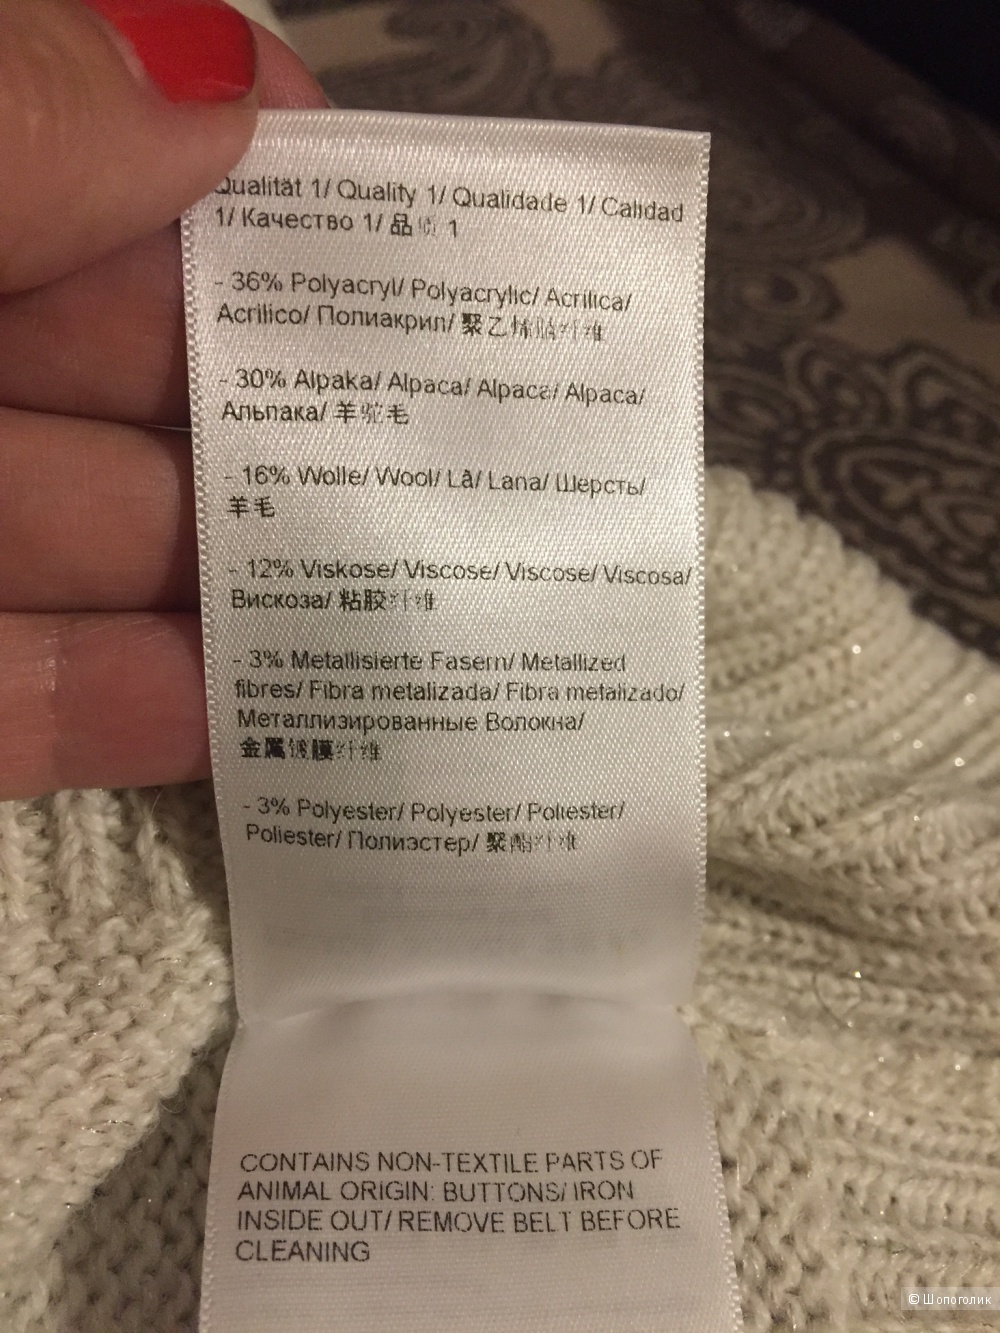 Qualität 1/ Quality 1/ Qualidade 1/ Calidad
1/ Качество 1/ 品质 1
- 36% Polyacryl/ Polyacrylic/ Acrilica/
Acrilico/ Полиакрил/ 聚乙烯腈纤维
- 30% Alpaka/ Alpaca/ Alpaca/ Alpaca/
Альпака/ 羊驼毛
- 16% Wolle/ Wool/ Lã/ Lana/ Шерсть/
羊毛
- 12% Viskose/ Viscose/ Viscose/ Viscosa/
Вискоза/ 粘胶纤维
- 3% Metallisierte Fasern/ Metallized
fibres/ Fibra metalizada/ Fibra metalizado/
Металлизированные Волокна/
金属镀膜纤维
- 3% Polyester/ Polyester/ Poliester/
Poliester/ Полиэстер/ 聚酯纤维
CONTAINS NON-TEXTILE PARTS OF
ANIMAL ORIGIN: BUTTONS/ IRON
INSIDE OUT/ REMOVE BELT BEFORE
CLEANING
© Шопоголик